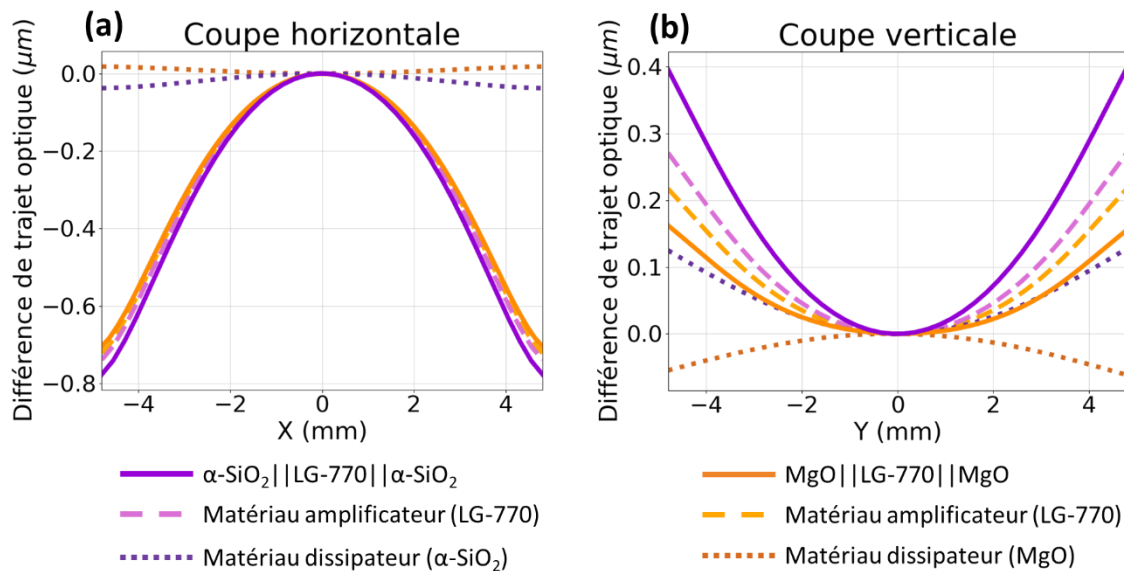 (a)
Coupe horizontale
Différence de trajet optique (μm)
0.0
−0.2
−0.4
−0.6
−0.8
−4
−2
0
2
4
X (mm)
(b)
Coupe verticale
Différence de trajet optique (μm)
0.4
0.3
0.2
0.1
0.0
−4
−2
0
2
4
Y (mm)
α-SiO₂||LG-770||α-SiO₂
Matériau amplificateur (LG-770)
Matériau dissipateur (α-SiO₂)
MgO||LG-770||MgO
Matériau amplificateur (LG-770)
Matériau dissipateur (MgO)